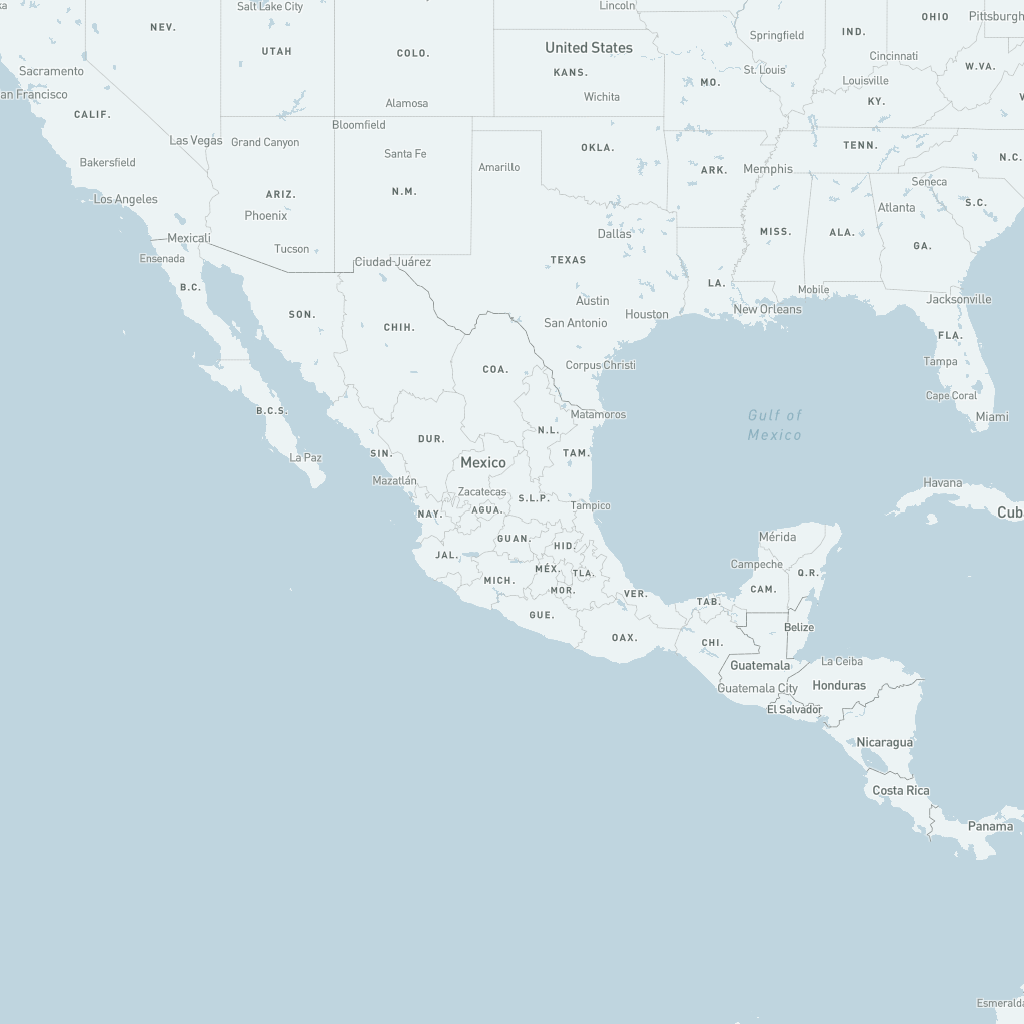 Salt Lake City
Lincoln
OHIO
Pittsburgh
NEV.
IND.
Springfield
UTAH
COLO.
United States
Cincinnati
W.VA.
Sacramento
KANS.
St. Louis
MO.
Louisville
an Francisco
Alamosa
Wichita
KY.
V
CALIF.
Bloomfield
Las Vegas
Grand Canyon
OKLA.
TENN.
Santa Fe
N.C.
Bakersfield
Amarillo
ARK.
Memphis
Seneca
ARIZ.
N.M.
Los Angeles
S.C.
Phoenix
Atlanta
Dallas
MISS.
ALA.
Mexicali
Tucson
GA.
Ensenada
Ciudad Juárez
TEXAS
B.C.
LA.
Mobile
Austin
Jacksonville
New Orleans
SON.
Houston
CHIH.
San Antonio
FLA.
Corpus Christi
Tampa
COA.
Cape Coral
B.C.S.
Matamoros
Gulf of
Mexico
Miami
N.L.
DUR.
SIN.
TAM.
La Paz
Mexico
Mazatlán
Havana
Zacatecas
S.L.P.
Tampico
AGUA.
NAY.
Cub
GUAN.
Mérida
HID.
JAL.
Campeche
MÉX.
TLA.
Q.R.
MICH.
MOR.
CAM.
VER.
TAB.
GUE.
Belize
OAX.
CHI.
Guatemala
La Ceiba
Guatemala City
Honduras
El Salvador
Nicaragua
Costa Rica
Panama
Esmeralda